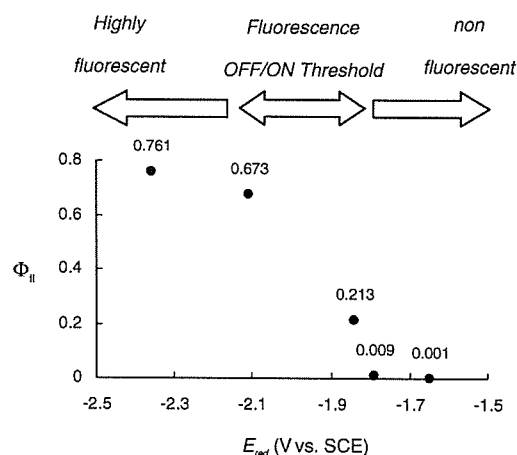 Highly Fluorescence non
fluorescent OFF/ON Threshold fluorescent
0.8
0.761
0.673
0.6
0.4
Φfl
0.213
0.2
0.009 0.001
0
-2.5 -2.3 -2.1 -1.9 -1.7 -1.5
Ered (V vs. SCE)